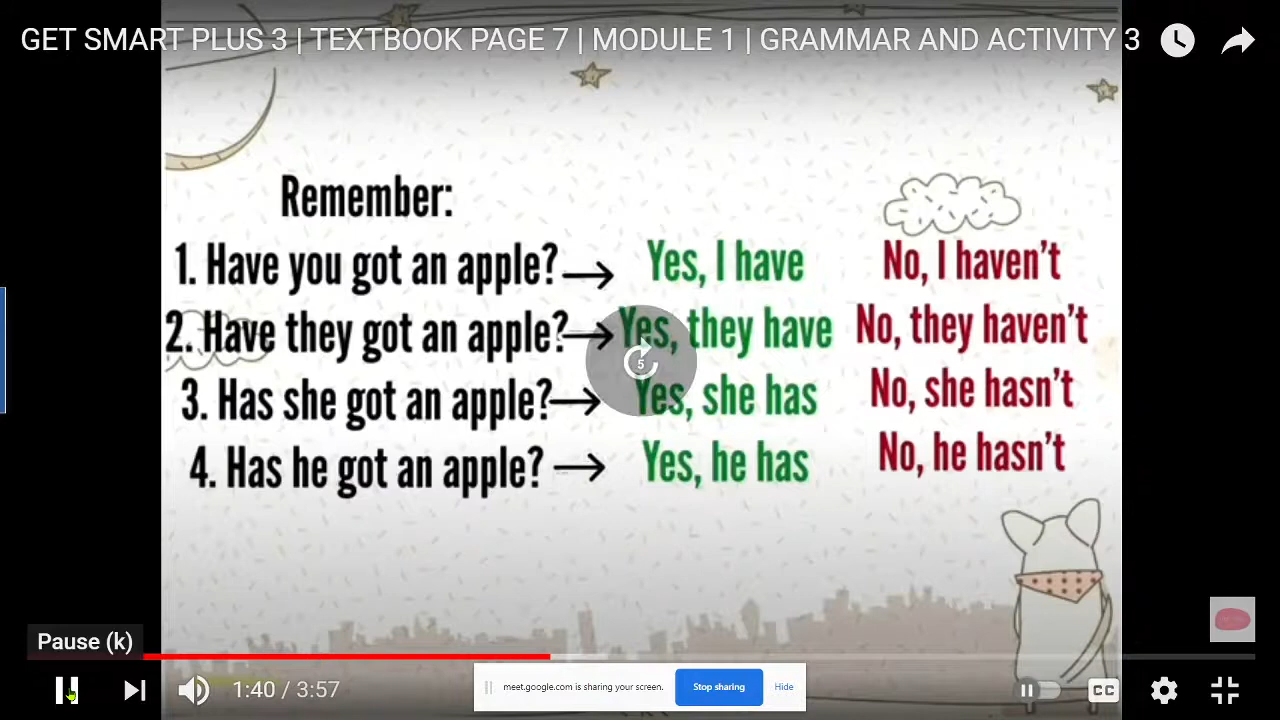 GET SMART PLUS 3 | TEXTBOOK PAGE 7 | MODULE 1 | GRAMMAR AND ACTIVITY 3
Remember:
1. Have you got an apple? → Yes, I have No, I haven't
2. Have they got an apple? → Yes, they have No, they haven't
3. Has she got an apple? → Yes, she has No, she hasn't
4. Has he got an apple? → Yes, he has No, he hasn't
5
Pause (k)
1:40 / 3:57
meet.google.com is sharing your screen. Stop sharing Hide
CC